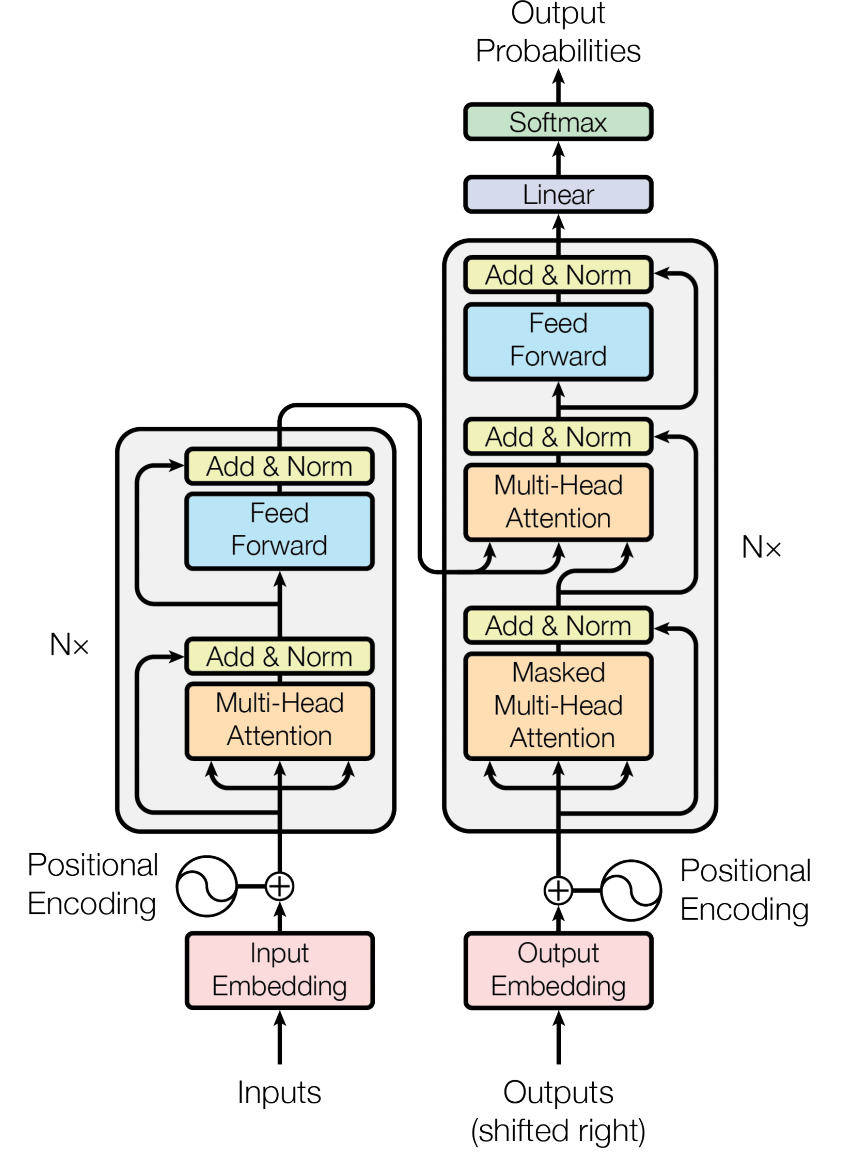 Output
Probabilities
Softmax
Linear
Add & Norm
Feed
Forward
Add & Norm
Multi-Head
Attention
Add & Norm
Masked
Multi-Head
Attention
N×
Add & Norm
Feed
Forward
Add & Norm
Multi-Head
Attention
N×
Positional
Encoding
Positional
Encoding
Input
Embedding
Output
Embedding
Inputs
Outputs
(shifted right)